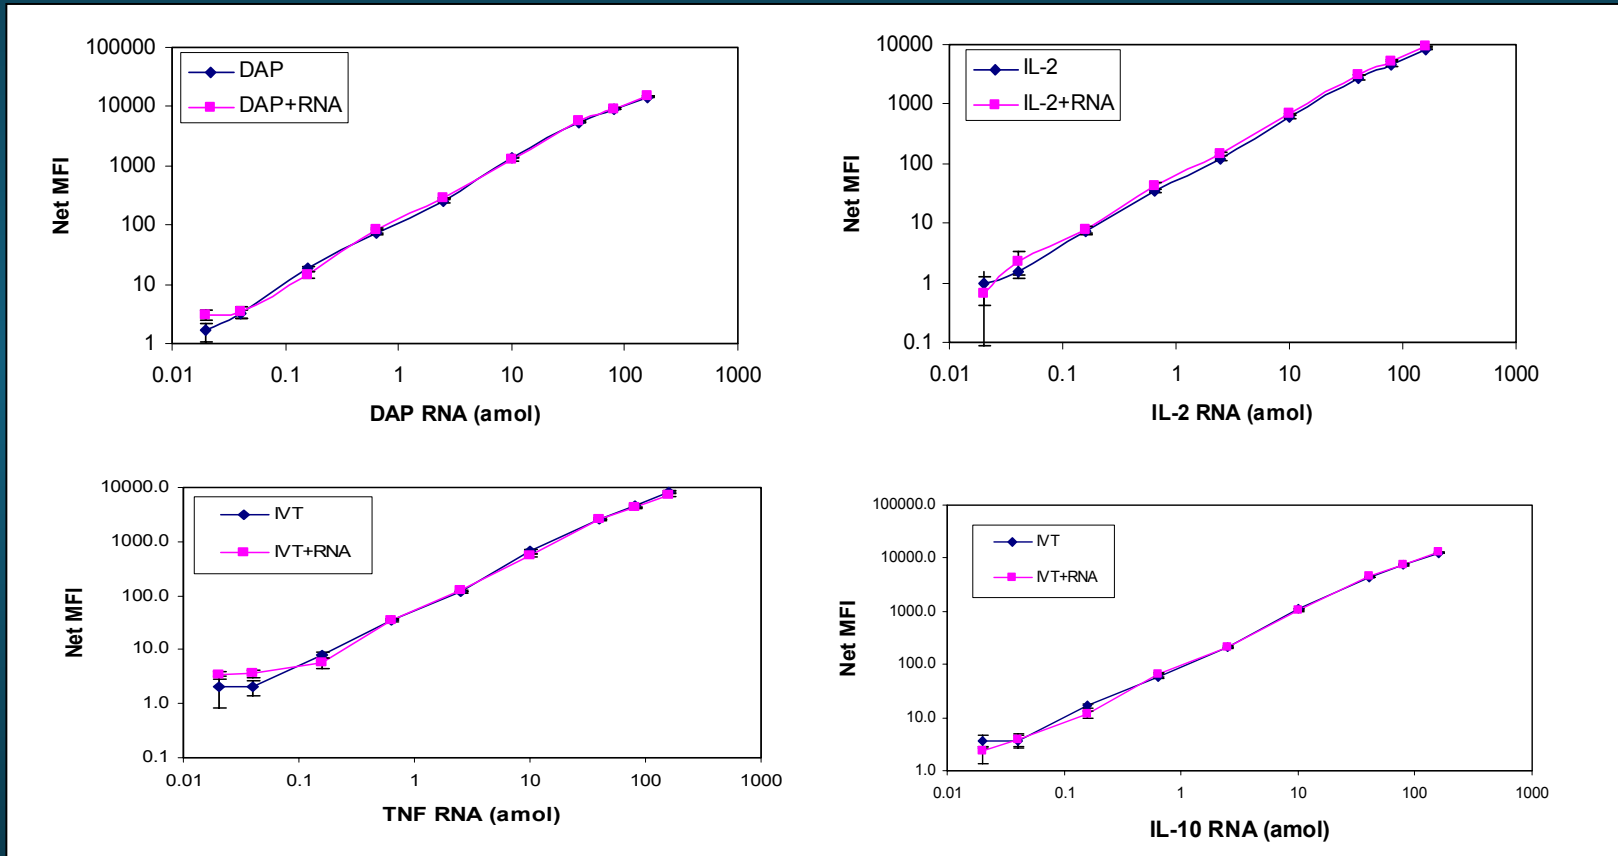 100000
10000
1000
100
10
1
Net MFI
DAP
DAP+RNA
0.01 0.1 1 10 100 1000
DAP RNA (amol)
10000
1000
100
10
1
0.1
Net MFI
IL-2
IL-2+RNA
0.01 0.1 1 10 100 1000
IL-2 RNA (amol)
10000.0
1000.0
100.0
10.0
1.0
0.1
Net MFI
IVT
IVT+RNA
0.01 0.1 1 10 100 1000
TNF RNA (amol)
100000.0
10000.0
1000.0
100.0
10.0
1.0
Net MFI
IVT
IVT+RNA
0.01 0.1 1 10 100 1000
IL-10 RNA (amol)